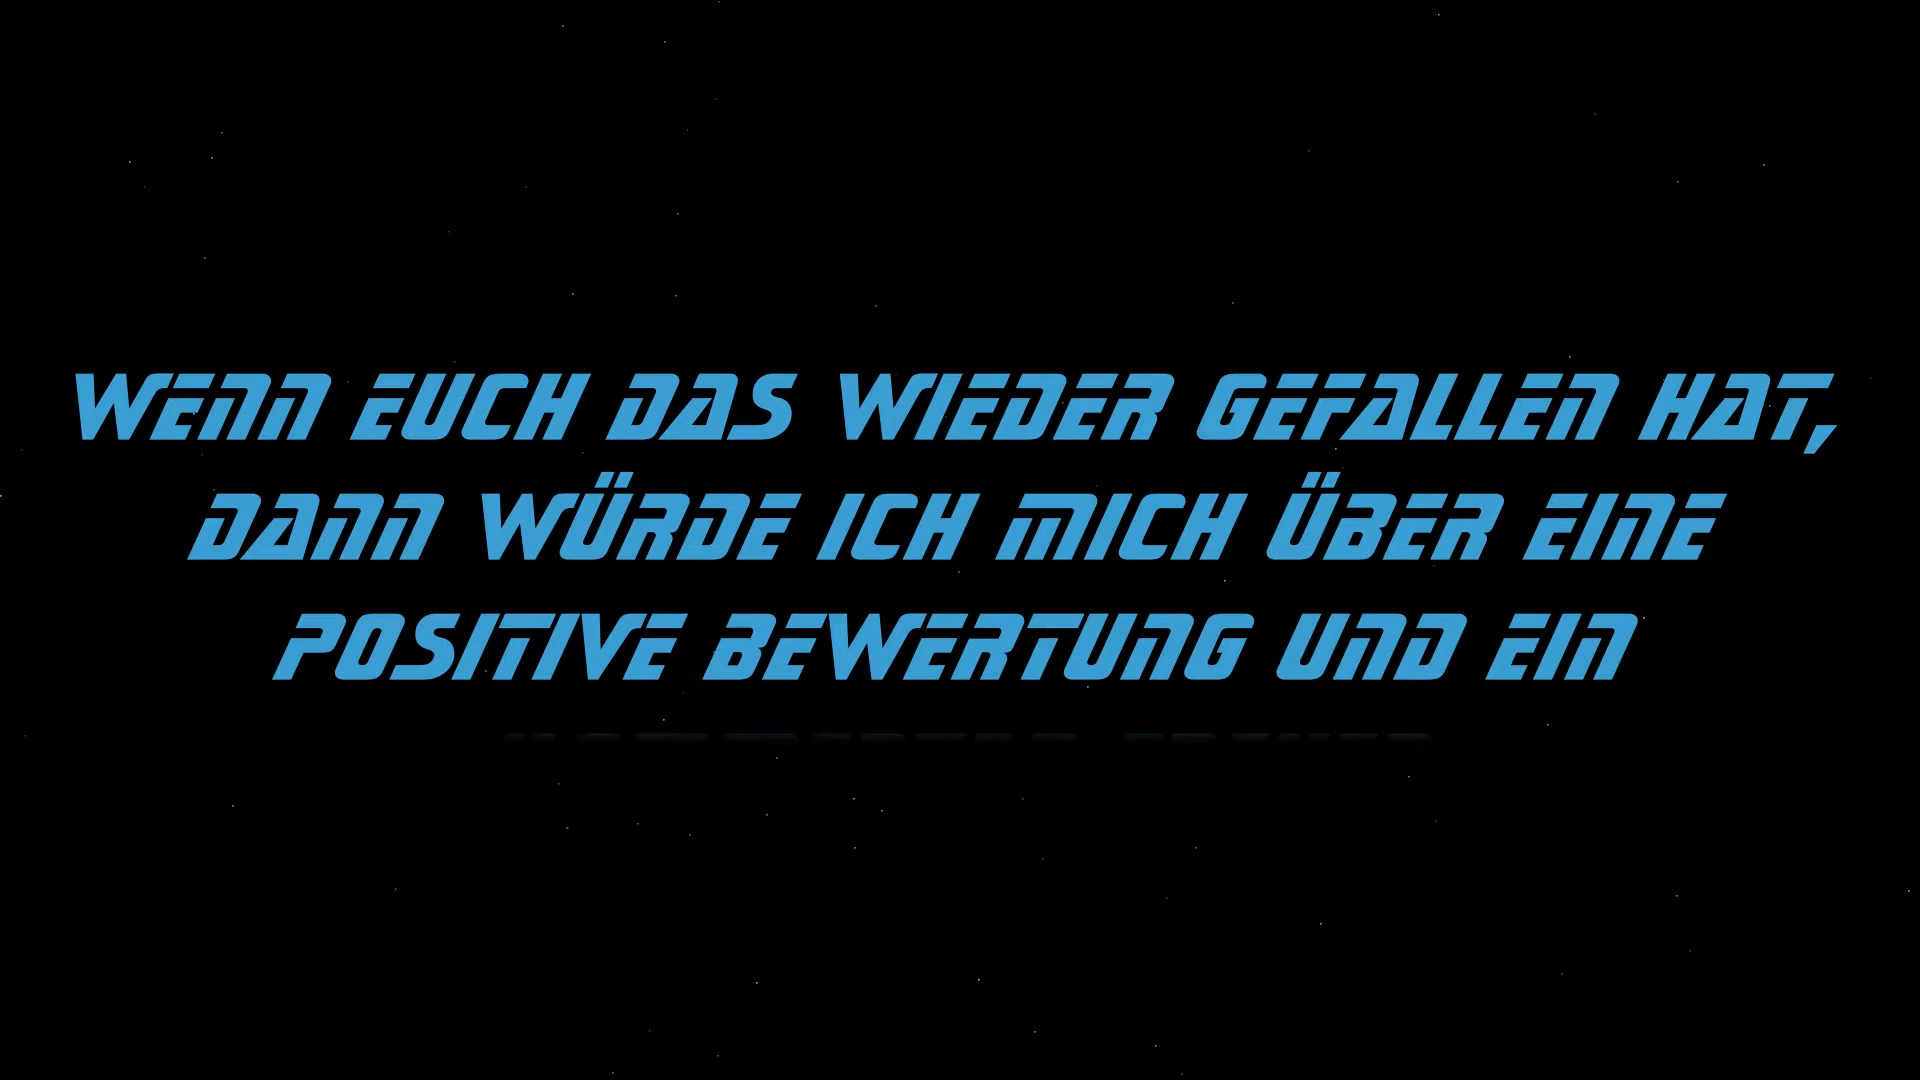 WENN EUCH DAS WIEDER GEFALLEN HAT,
DANN WÜRDE ICH MICH ÜBER EINE
POSITIVE BEWERTUNG UND EIN